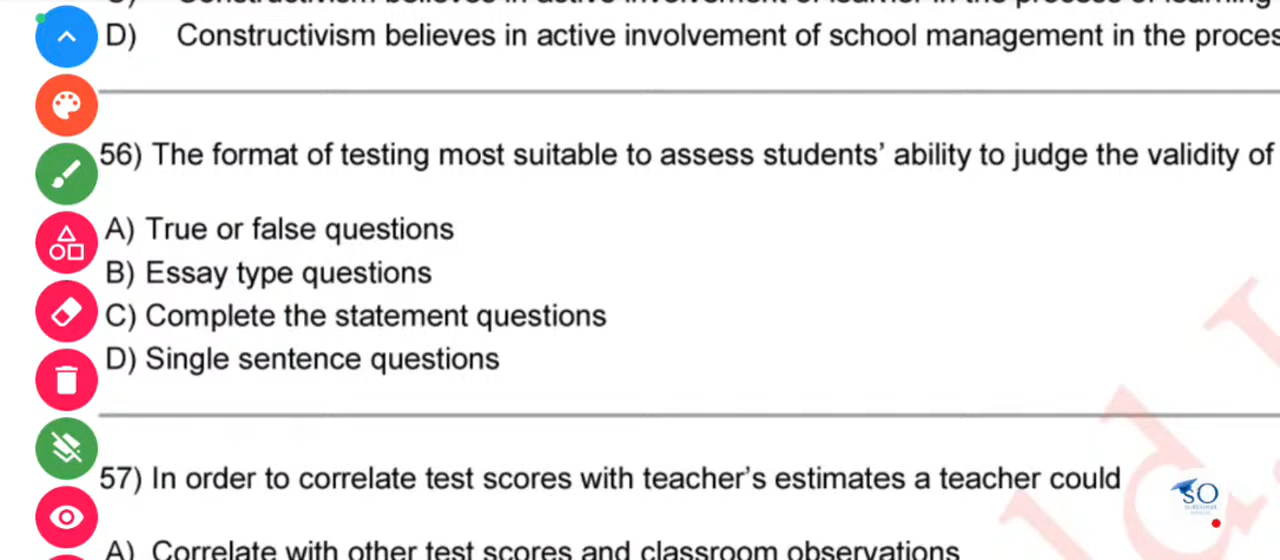 D) Constructivism believes in active involvement of school management in the proces
56) The format of testing most suitable to assess students' ability to judge the validity of
A) True or false questions
B) Essay type questions
C) Complete the statement questions
D) Single sentence questions
57) In order to correlate test scores with teacher's estimates a teacher could
A) Correlate with other test scores and classroom observations
SO